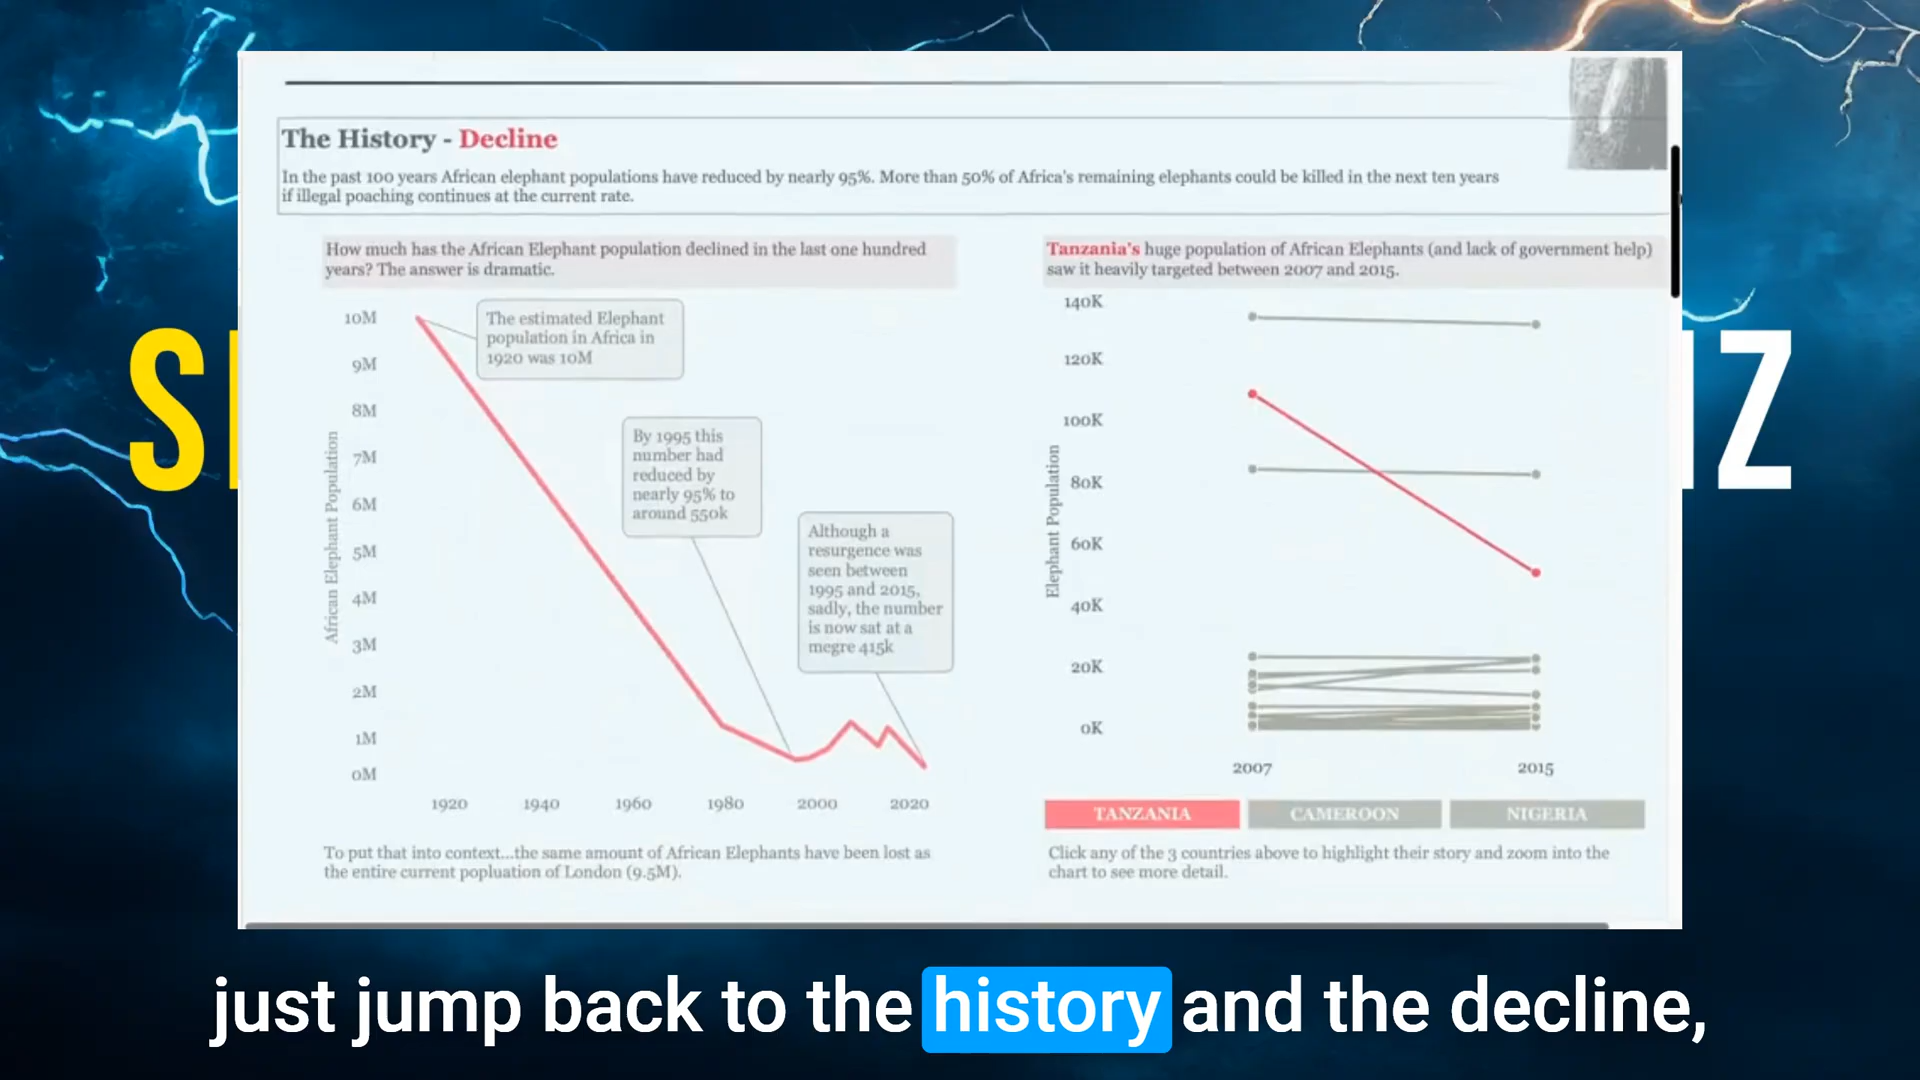 The History - Decline
In the past 100 years African elephant populations have reduced by nearly 95%. More than 50% of Africa's remaining elephants could be killed in the next ten years
if illegal poaching continues at the current rate.
How much has the African Elephant population declined in the last one hundred
years? The answer is dramatic.
African Elephant Population
10M
9M
8M
7M
6M
5M
4M
3M
2M
1M
0M
The estimated Elephant
population in Africa in
1920 was 10M
By 1995 this
number had
reduced by
nearly 95% to
around 550k
Although a
resurgence was
seen between
1995 and 2015,
sadly, the number
is now sat at a
megre 415k
1920 1940 1960 1980 2000 2020
To put that into context...the same amount of African Elephants have been lost as
the entire current popluation of London (9.5M).
Tanzania's huge population of African Elephants (and lack of government help)
saw it heavily targeted between 2007 and 2015.
Elephant Population
140K
120K
100K
80K
60K
40K
20K
0K
2007 2015
TANZANIA CAMEROON NIGERIA
Click any of the 3 countries above to highlight their story and zoom into the
chart to see more detail.
just jump back to the history and the decline,